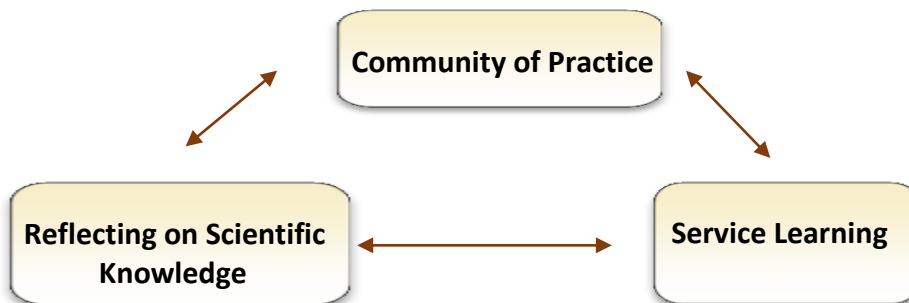 Community of Practice
Reflecting on Scientific
Knowledge
Service Learning